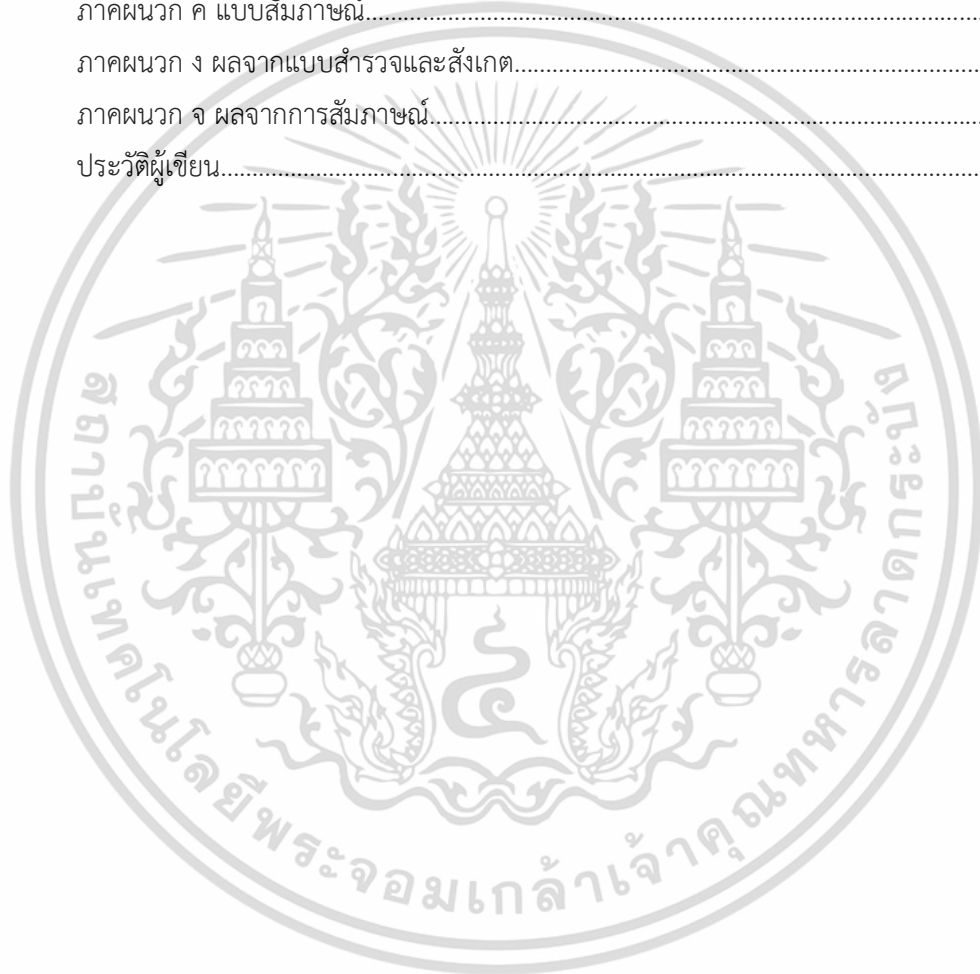 ภาคผนวก ค แบบสัมภาษณ์........................................................................................................
ภาคผนวก ง ผลจากแบบสำรวจและสังเกต........................................................................
ภาคผนวก จ ผลจากการสัมภาษณ์.....................................................................................
ประวัติผู้เขียน.....................................................................................................................
สถาบันเทคโนโลยีพระจอมเกล้าเจ้าคุณทหารลาดกระบัง
๔